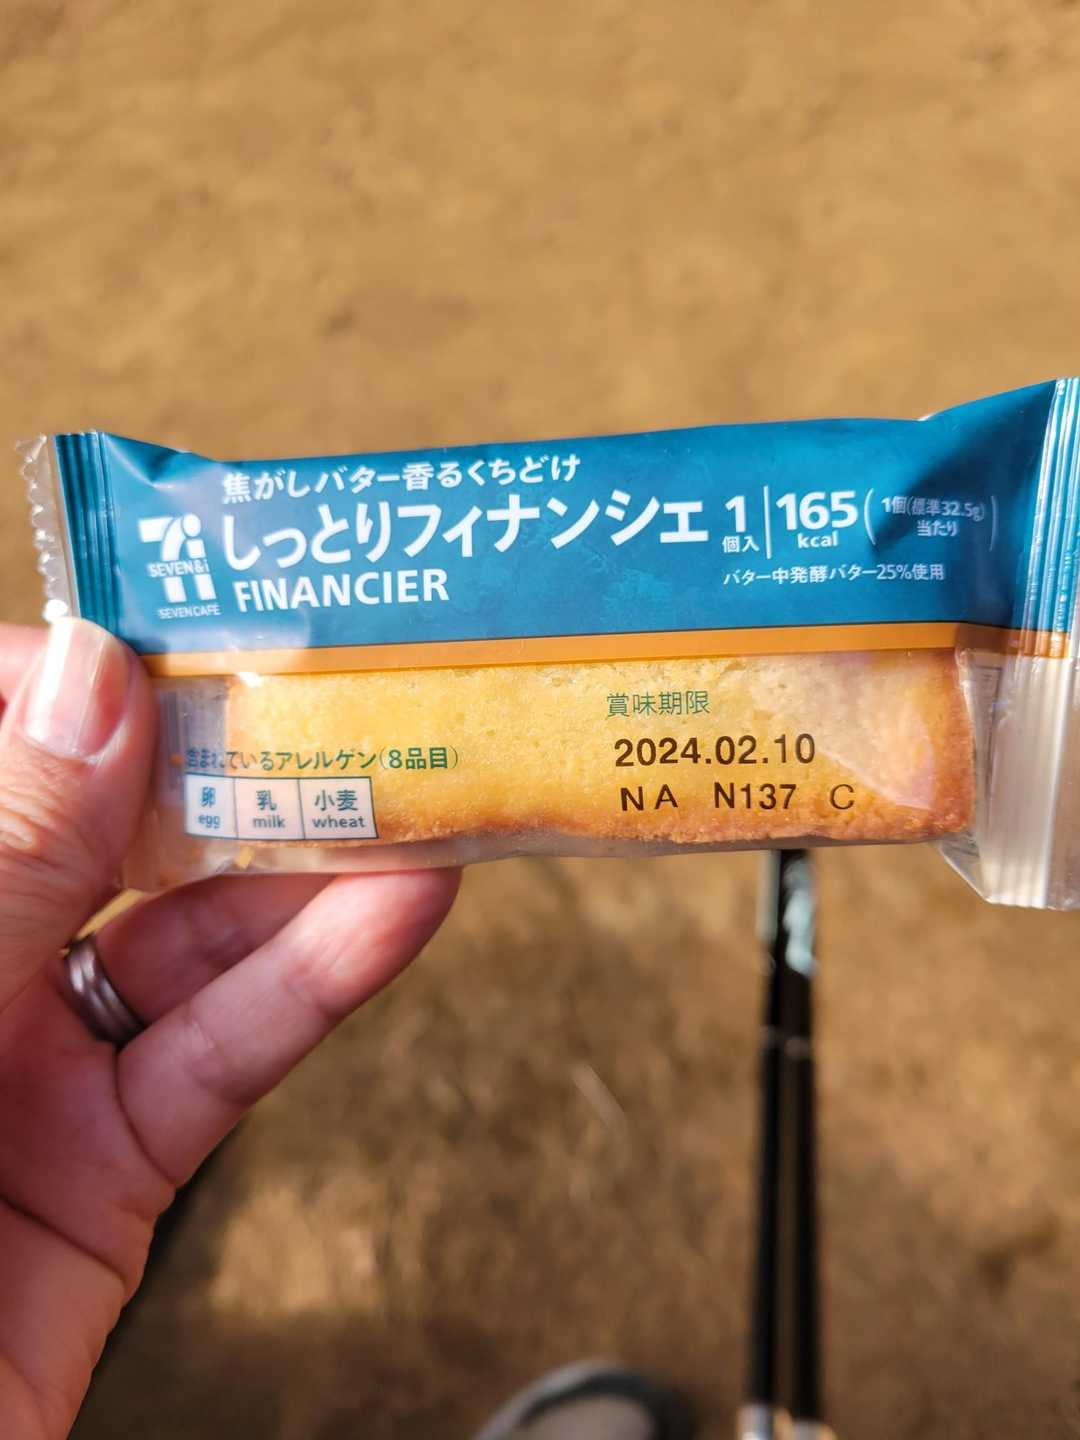 焦がしバター香るくちどけ
しっとりフィナンシェ
FINANCIER
SEVEN&i
SEVEN CAFÉ
1個入
165kcal
(1個(標準32.5g)当たり)
バター中発酵バター25%使用
賞味期限
2024.02.10
NA N137 C
含まれているアレルゲン(8品目)
卵 乳 小麦
egg milk wheat